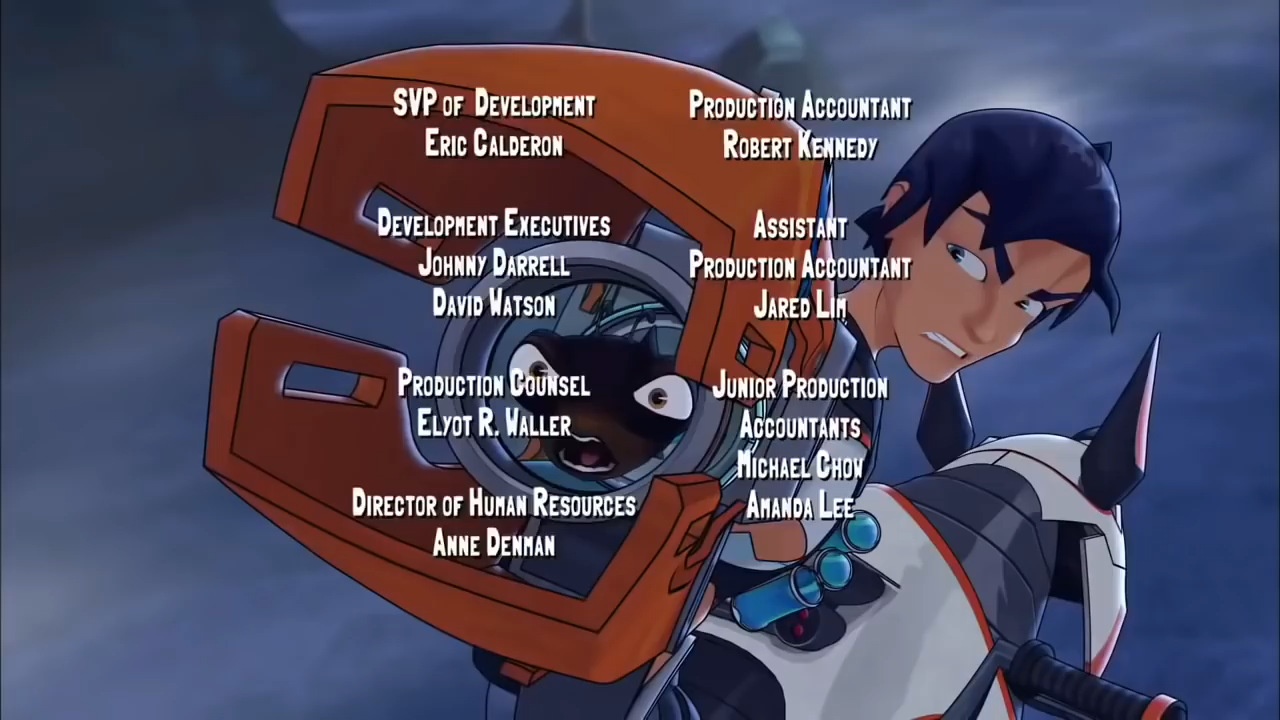 SVP of Development
Eric Calderon
Development Executives
Johnny Darrell
David Watson
Production Counsel
Elyot R. Waller
Director of Human Resources
Anne Denman
Production Accountant
Robert Kennedy
Assistant
Production Accountant
Jared Lim
Junior Production
Accountants
Michael Chow
Amanda Lee